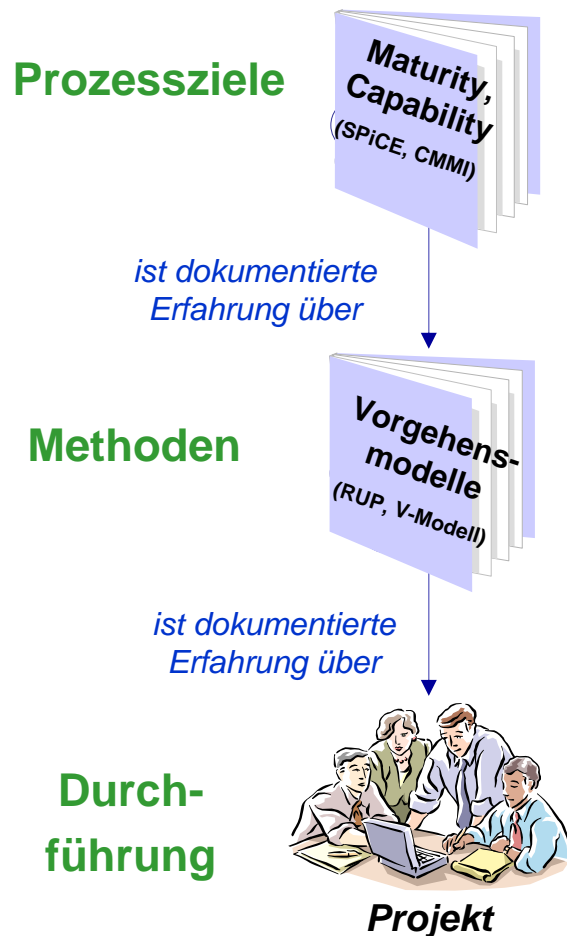 Prozessziele
Maturity,
Capability
(SPiCE, CMMI)
ist dokumentierte
Erfahrung über
Methoden
Vorgehens-
modelle
(RUP, V-Modell)
ist dokumentierte
Erfahrung über
Durch-
führung
Projekt